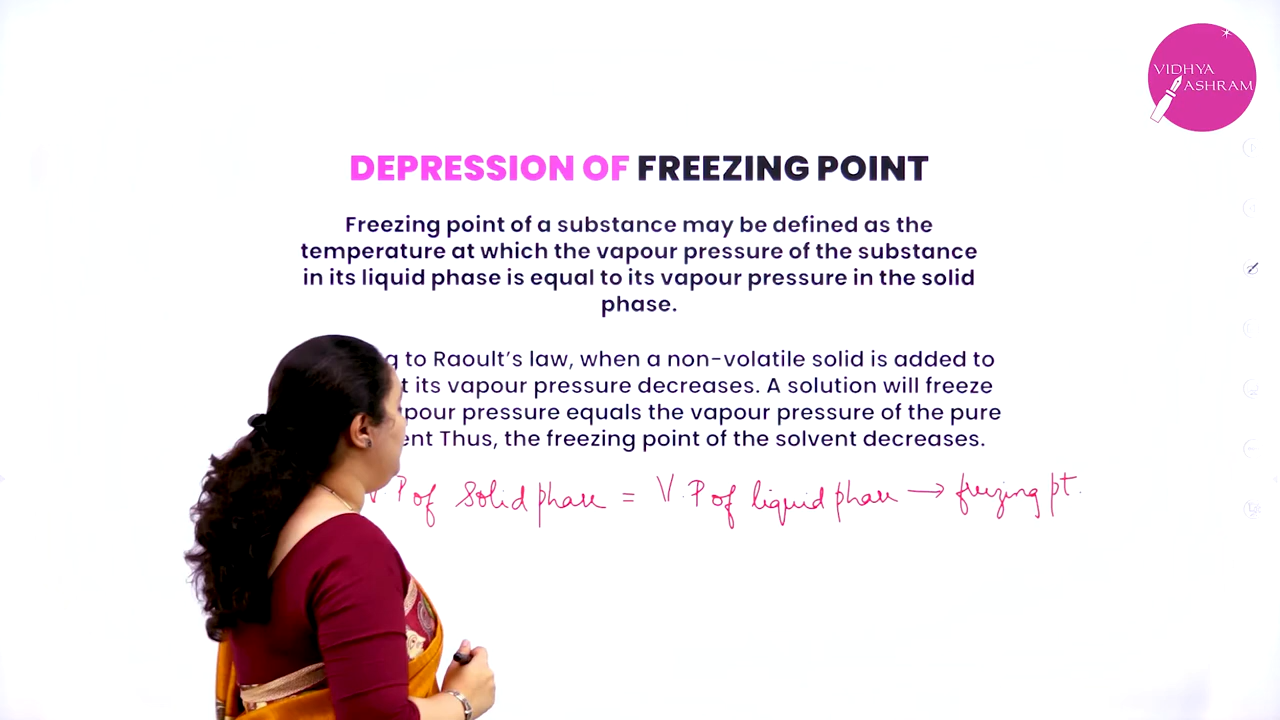 VIDHYA
ASHRAM
DEPRESSION OF FREEZING POINT
Freezing point of a substance may be defined as the
temperature at which the vapour pressure of the substance
in its liquid phase is equal to its vapour pressure in the solid
phase.
to Raoult's law, when a non-volatile solid is added to
its vapour pressure decreases. A solution will freeze
pour pressure equals the vapour pressure of the pure
ent Thus, the freezing point of the solvent decreases.
V.P of solid phase = V.P of liquid phase → freezing pt.